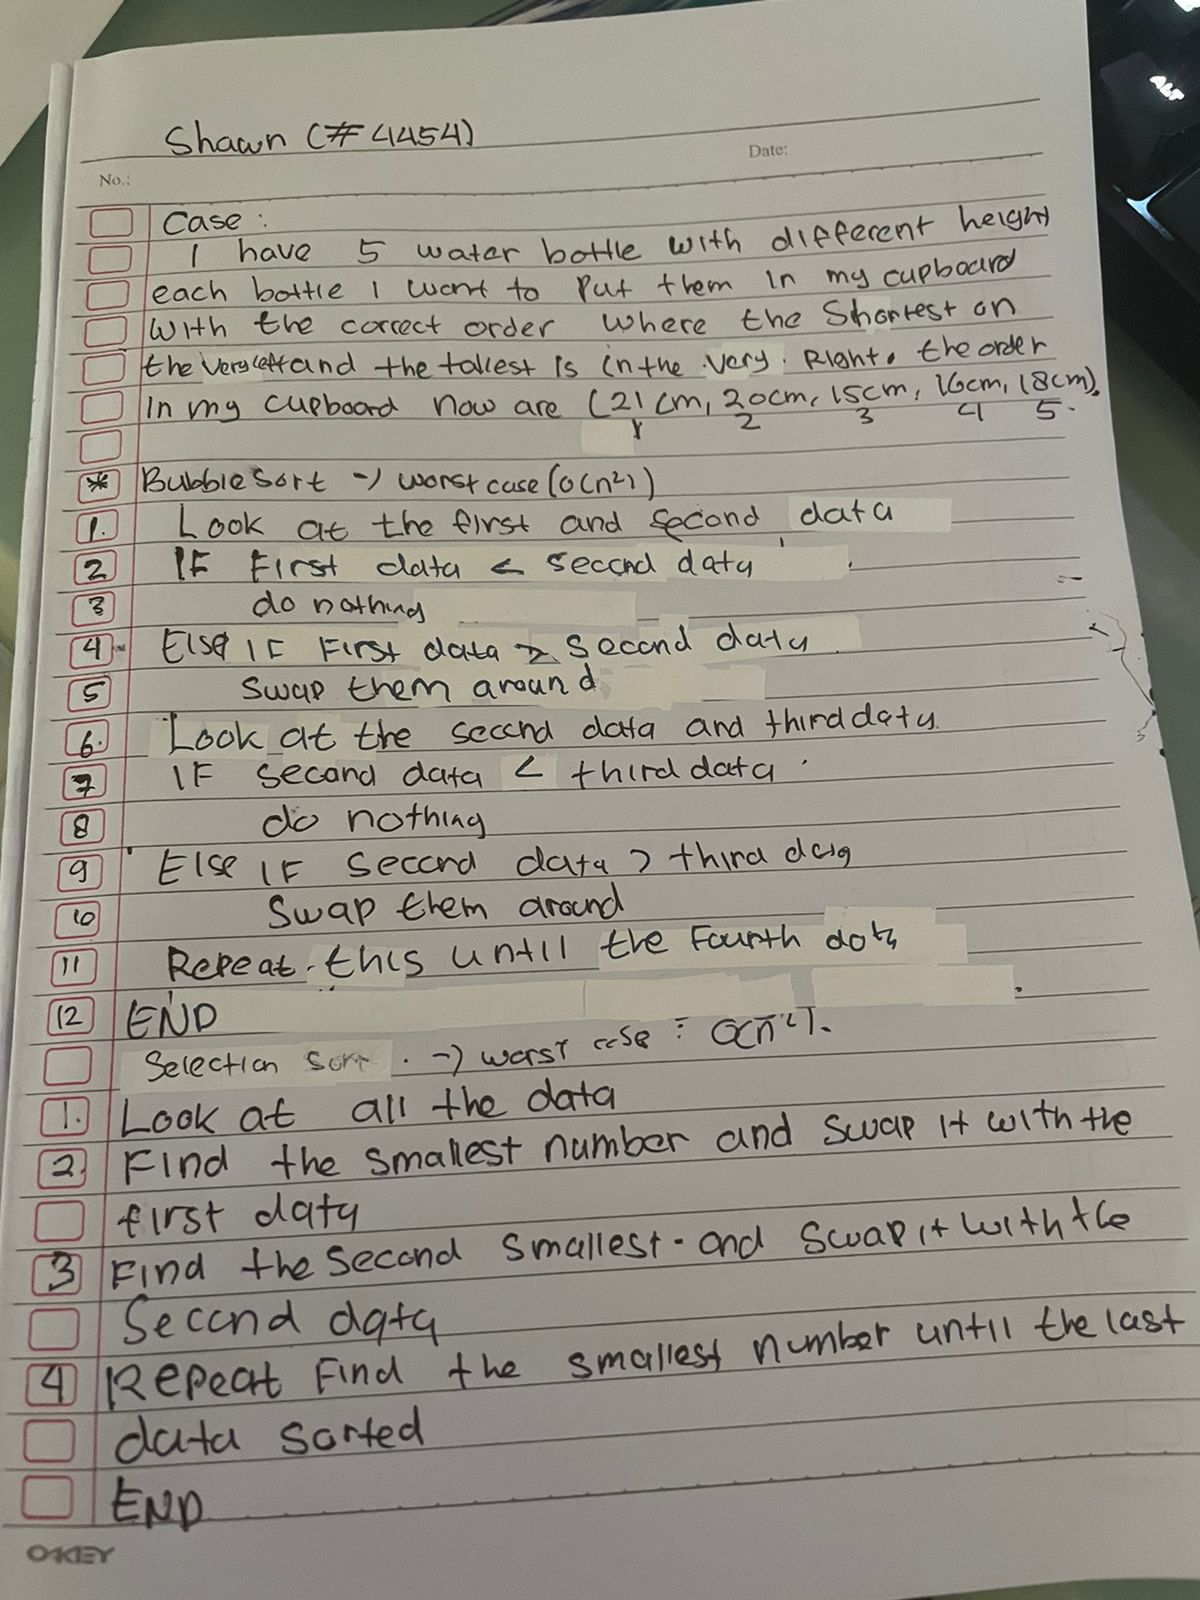 Shawn (# 4454)
No.:
Date:
Case :
I have 5 water bottle with different height
each bottle I want to Put them in my cupboard
With the correct order where the Shortest on
the very left and the tallest is in the very Right. the order
In my cupboard now are (21 cm, 20cm, 15cm, 16cm, 18cm).
1 2 3 4 5.
* Bubble Sort -> worst case (O(n²))
1. Look at the first and second data
2 IF First data < second data
3 do nothing
4 Else IF First data > second data
5 Swap them around
6. Look at the second data and third data
7 IF second data < third data
8 do nothing
9 Else IF second data > third data
10 Swap them around
11 Repeat this until the Fourth data
12 END
Selection Sort -> worst case = O(n²).
1. Look at all the data
2. Find the smallest number and swap it with the
first data
3 Find the second smallest and swap it with the
Second data
4 Repeat Find the smallest number until the last
data sorted
END
OKEY
ALT